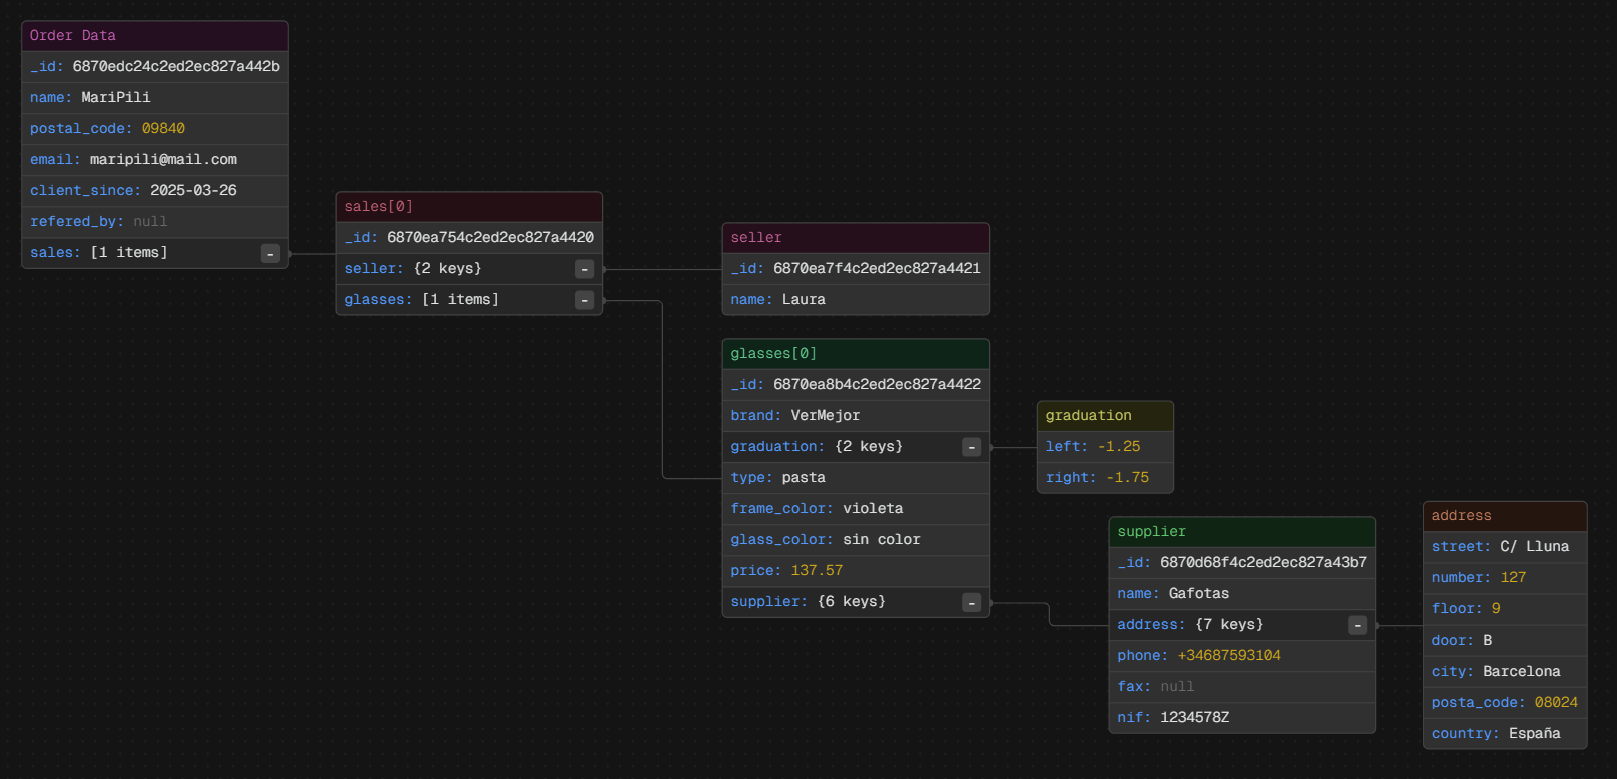 Order Data
_id: 6870edc24c2ed2ec827a442b
name: MariPili
postal_code: 09840
email: maripili@mail.com
client_since: 2025-03-26
refered_by: null
sales: [1 items] -
sales[0]
_id: 6870ea754c2ed2ec827a4420
seller: {2 keys} -
glasses: [1 items] -
seller
_id: 6870ea7f4c2ed2ec827a4421
name: Laura
glasses[0]
_id: 6870ea8b4c2ed2ec827a4422
brand: VerMejor
graduation: {2 keys} -
type: pasta
frame_color: violeta
glass_color: sin color
price: 137.57
supplier: {6 keys} -
graduation
left: -1.25
right: -1.75
supplier
_id: 6870d68f4c2ed2ec827a43b7
name: Gafotas
address: {7 keys} -
phone: +34687593104
fax: null
nif: 1234578Z
address
street: C/ Lluna
number: 127
floor: 9
door: B
city: Barcelona
posta_code: 08024
country: España